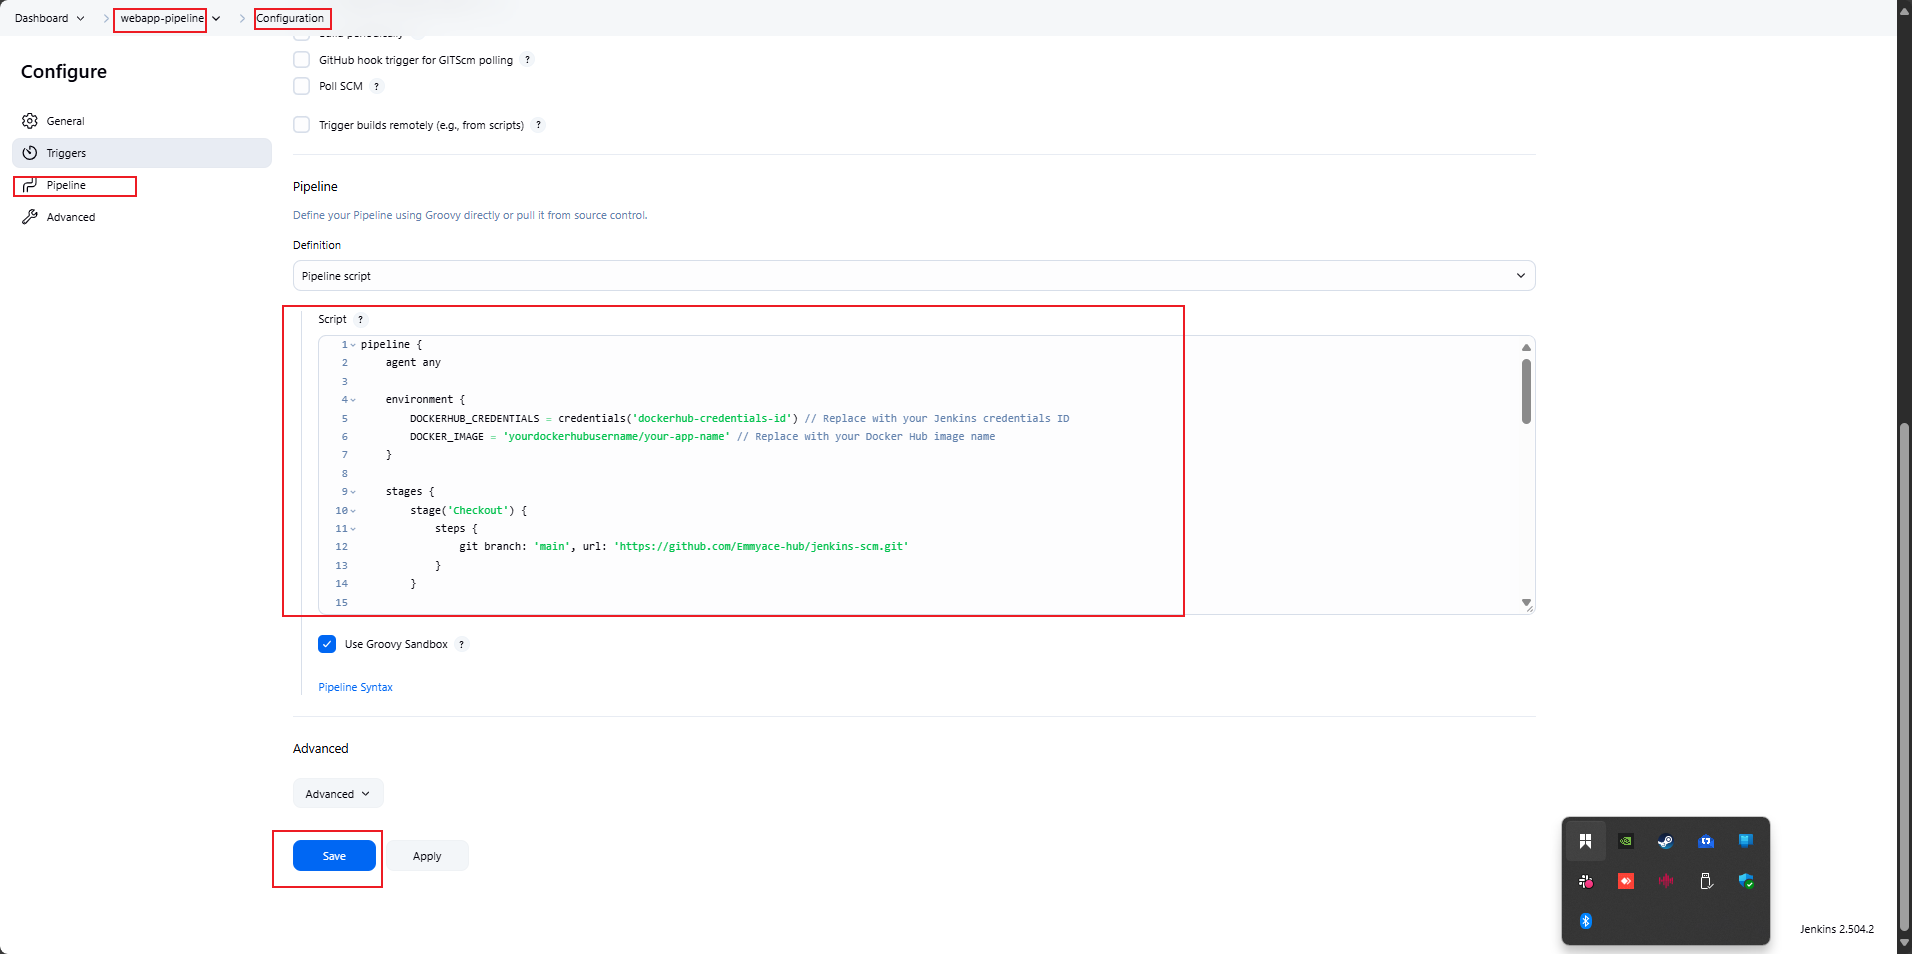 Dashboard webapp-pipeline Configuration
Configure
General
Triggers
Pipeline
Advanced
GitHub hook trigger for GITScm polling ?
Poll SCM ?
Trigger builds remotely (e.g., from scripts) ?
Pipeline
Define your Pipeline using Groovy directly or pull it from source control.
Definition
Pipeline script
Script ?
1 pipeline {
2 agent any
3
4 environment {
5 DOCKERHUB_CREDENTIALS = credentials('dockerhub-credentials-id') // Replace with your Jenkins credentials ID
6 DOCKER_IMAGE = 'yourdockerhubusername/your-app-name' // Replace with your Docker Hub image name
7 }
8
9 stages {
10 stage('Checkout') {
11 steps {
12 git branch: 'main', url: 'https://github.com/Emmyace-hub/jenkins-scm.git'
13 }
14 }
15
Use Groovy Sandbox ?
Pipeline Syntax
Advanced
Advanced
Save Apply
Jenkins 2.504.2